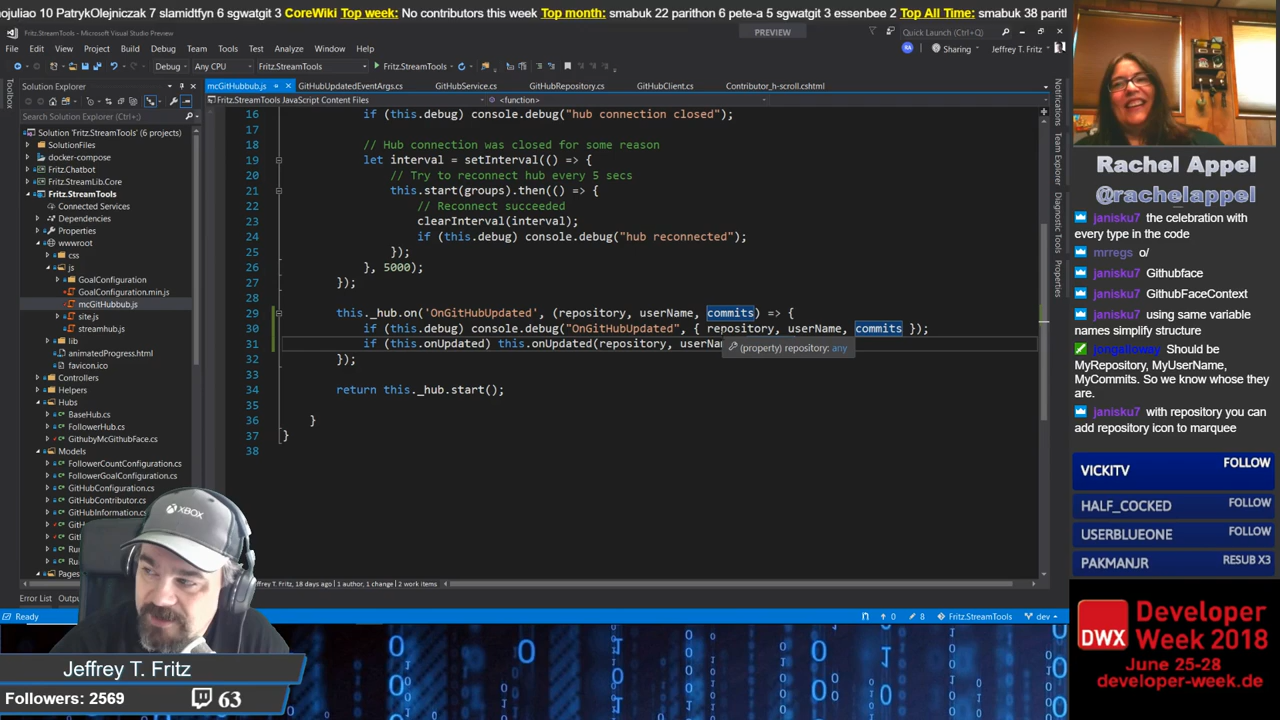 mojuliao 10 PatrykOlejniczak 7 slamidtfyn 6 sgwatgit 3 CoreWiki Top week: No contributors this week Top month: smabuk 22 parithon 6 pete-a 5 sgwatgit 3 essenbee 2 Top All Time: smabuk 38 parith
Fritz.StreamTools - Microsoft Visual Studio Preview
PREVIEW
Quick Launch (Ctrl+Q)
File Edit View Project Build Debug Team Tools Test Analyze Window Help
RA Sharing Jeffrey T. Fritz
Debug Any CPU Fritz.StreamTools Fritz.StreamTools
Toolbox
Solution Explorer
mcGitHubbub.js GitHubUpdatedEventArgs.cs GitHubService.cs GitHubRepository.cs GitHubClient.cs Contributor_h-scroll.cshtml
Fritz.StreamTools JavaScript Content Files <function>
Search Solution Explorer (Ctrl+;)
Solution 'Fritz.StreamTools' (6 projects)
SolutionFiles
docker-compose
Fritz.Chatbot
Fritz.StreamLib.Core
Fritz.StreamTools
Connected Services
Dependencies
Properties
wwwroot
css
js
GoalConfiguration
GoalConfiguration.min.js
mcGitHubbub.js
site.js
streamhub.js
lib
animatedProgress.html
favicon.ico
Controllers
Helpers
Hubs
BaseHub.cs
FollowerHub.cs
GithubyMcGithubFace.cs
Models
FollowerCountConfiguration.cs
FollowerGoalConfiguration.cs
GitHubConfiguration.cs
GitHubContributor.cs
GitHubInformation.cs
Pages
Error List
16 if (this.debug) console.debug("hub connection closed");
17
18 // Hub connection was closed for some reason
19 let interval = setInterval(() => {
20 // Try to reconnect hub every 5 secs
21 this.start(groups).then(() => {
22 // Reconnect succeeded
23 clearInterval(interval);
24 if (this.debug) console.debug("hub reconnected");
25 });
26 }, 5000);
27 });
28
29 this._hub.on('OnGitHubUpdated', (repository, userName, commits) => {
30 if (this.debug) console.debug("OnGitHubUpdated", { repository, userName, commits });
31 if (this.onUpdated) this.onUpdated(repository, userNam
(property) repository: any
32 });
33
34 return this._hub.start();
35
36 }
37 }
38
Jeffrey T. Fritz, 18 days ago | 1 author, 1 change | 2 work items
Ready
0 8 Fritz.StreamTools dev
Notifications
Team Explorer
Diagnostic Tools
Properties
XBOX
Jeffrey T. Fritz
Followers: 2569
63
Rachel Appel
@rachelappel
janisku7 the celebration with
every type in the code
mrregs o/
janisku7 Githubface
janisku7 GithubFaceContext
janisku7 using same variable
names simplify structure
jongalloway Should be
MyRepository, MyUserName,
MyCommits. So we know whose they
are.
janisku7 with repository you can
add repository icon to marquee
VICKITV FOLLOW
HALF_COCKED FOLLOW
USERBLUEONE FOLLOW
PAKMANJR RESUB X3
DWX
Developer
Week 2018
June 25-28
developer-week.de